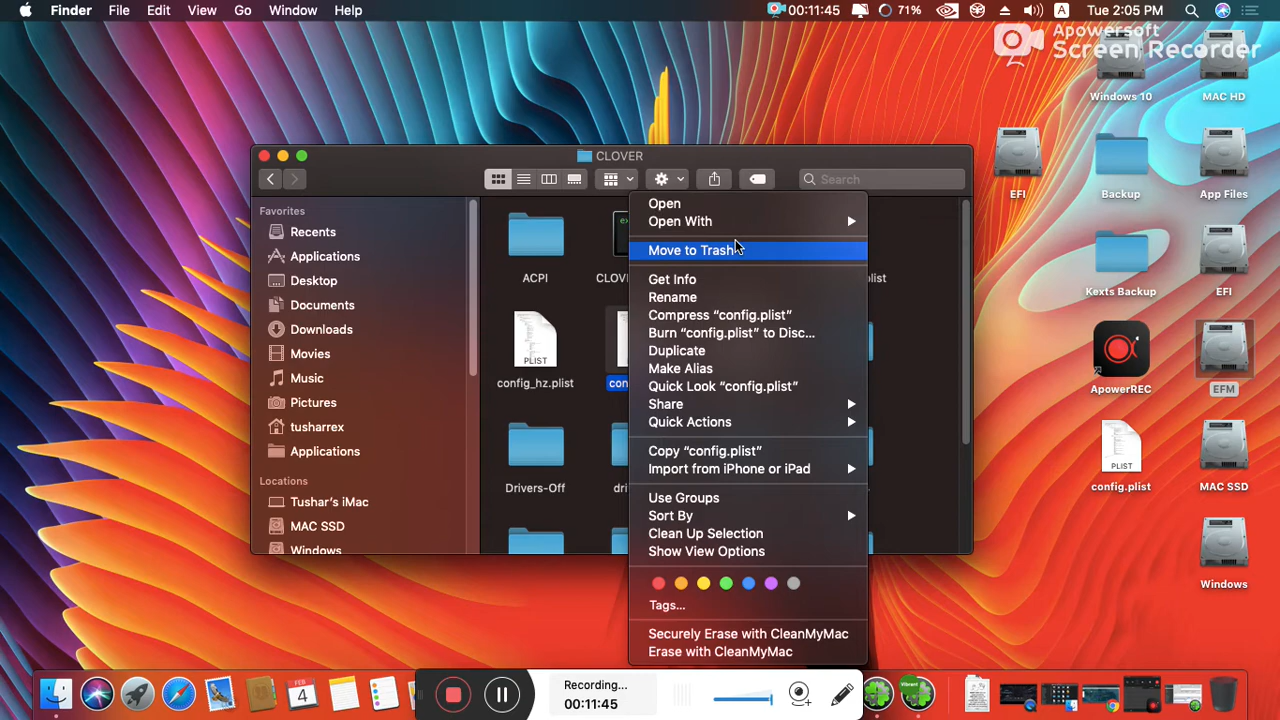 Finder File Edit View Go Window Help 00:11:45 71% A Tue 2:05 PM
Apowersoft
Screen Recorder
Windows 10 MAC HD
EFI Backup App Files
Kexts Backup EFI
ApowerREC EFM
config.plist MAC SSD
Windows
CLOVER
Search
Favorites
Recents
Applications
Desktop
Documents
Downloads
Movies
Music
Pictures
tusharrex
Applications
Locations
Tushar's iMac
MAC SSD
Windows
ACPI
PLIST
config_hz.plist
Drivers-Off
PLIST
Open
Open With
Move to Trash
Get Info
Rename
Compress “config.plist”
Burn “config.plist” to Disc...
Duplicate
Make Alias
Quick Look “config.plist”
Share
Quick Actions
Copy “config.plist”
Import from iPhone or iPad
Use Groups
Sort By
Clean Up Selection
Show View Options
Tags...
Securely Erase with CleanMyMac
Erase with CleanMyMac
FEB
4
Recording...
00:11:45